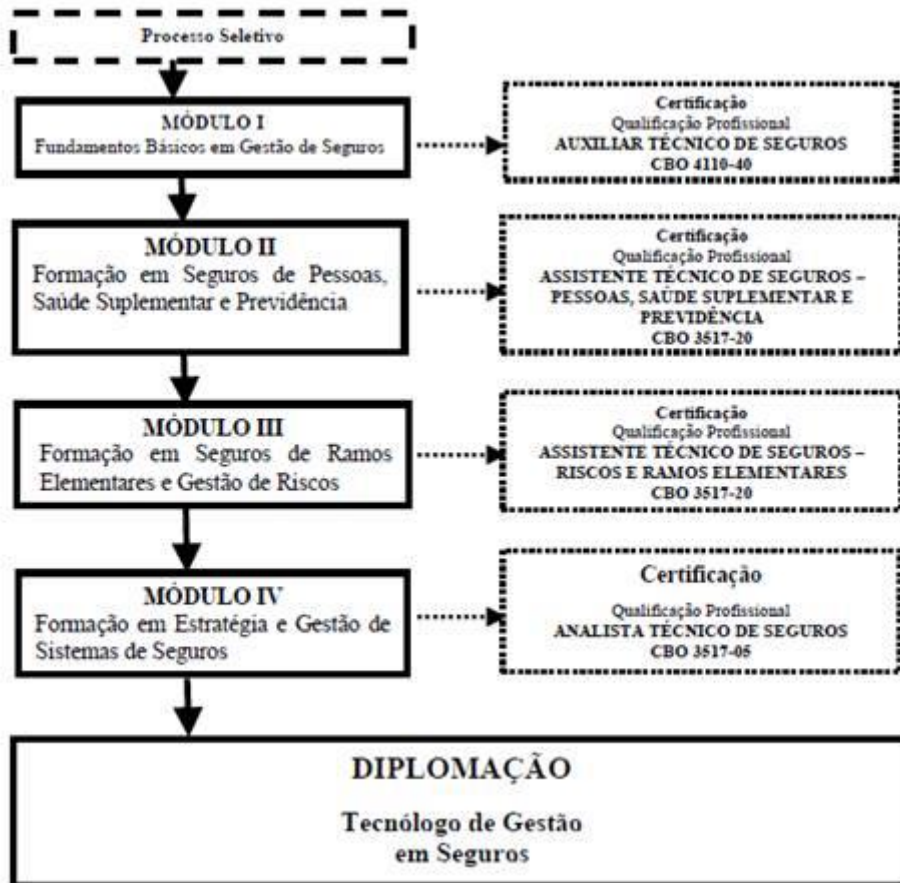 Processo Seletivo
MÓDULO I
Fundamentos Básicos em Gestão de Seguros
Certificação
Qualificação Profissional
AUXILIAR TÉCNICO DE SEGUROS
CBO 4110-40
MÓDULO II
Formação em Seguros de Pessoas,
Saúde Suplementar e Previdência
Certificação
Qualificação Profissional
ASSISTENTE TÉCNICO DE SEGUROS –
PESSOAS, SAÚDE SUPLEMENTAR E
PREVIDÊNCIA
CBO 3517-20
MÓDULO III
Formação em Seguros de Ramos
Elementares e Gestão de Riscos
Certificação
Qualificação Profissional
ASSISTENTE TÉCNICO DE SEGUROS –
RISCOS E RAMOS ELEMENTARES
CBO 3517-20
MÓDULO IV
Formação em Estratégia e Gestão de
Sistemas de Seguros
Certificação
Qualificação Profissional
ANALISTA TÉCNICO DE SEGUROS
CBO 3517-05
DIPLOMAÇÃO
Tecnólogo de Gestão
em Seguros